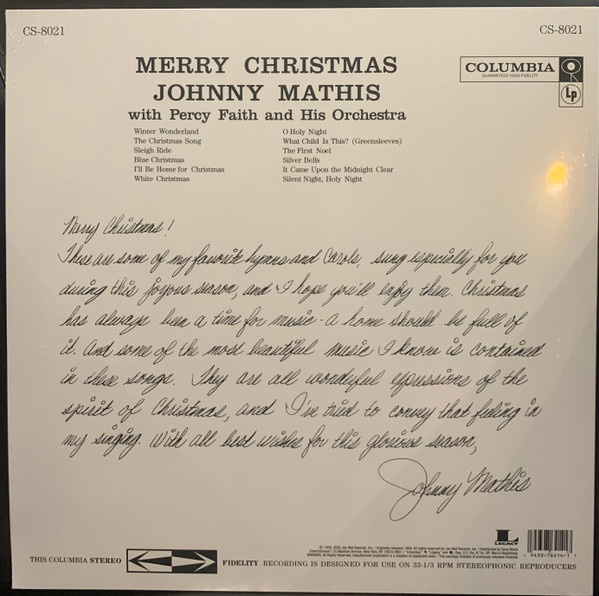 CS-8021
CS-8021
MERRY CHRISTMAS
JOHNNY MATHIS
with Percy Faith and His Orchestra
COLUMBIA
GUARANTEED HIGH FIDELITY
Lp
Winter Wonderland
The Christmas Song
Sleigh Ride
Blue Christmas
I'll Be Home for Christmas
White Christmas
O Holy Night
What Child Is This? (Greensleeves)
The First Noel
Silver Bells
It Came Upon the Midnight Clear
Silent Night, Holy Night
Merry Christmas!
These are some of my favorite hymns and Carols, sung especially for you
during this joyous season, and I hope you'll enjoy them. Christmas
has always been a time for music - a home should be full of
it. And some of the most beautiful music I know is contained
in these songs. They are all wonderful expressions of the
spirit of Christmas, and I've tried to convey that feeling in
my singing. With all best wishes for this glorious season,
Johnny Mathis
L
LEGACY
THIS COLUMBIA STEREO
FIDELITY RECORDING IS DESIGNED FOR USE ON 33-1/3 RPM STEREOPHONIC REPRODUCERS